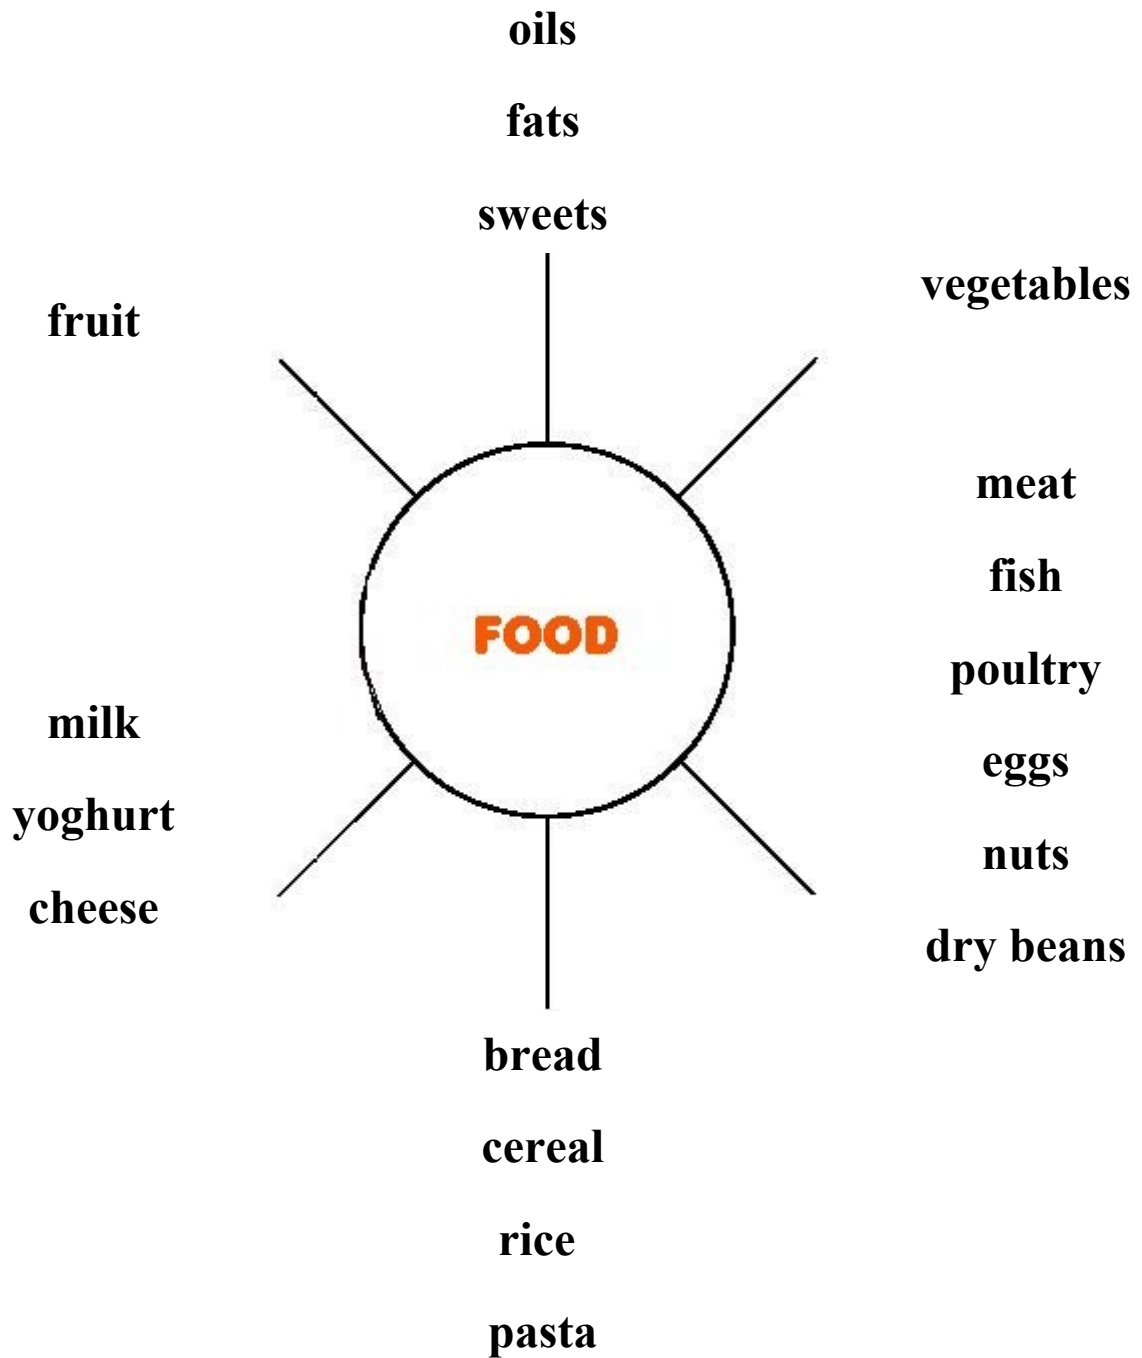 oils
fats
sweets
vegetables
fruit
meat
fish
FOOD
poultry
milk
eggs
yoghurt
nuts
cheese
dry beans
bread
cereal
rice
pasta